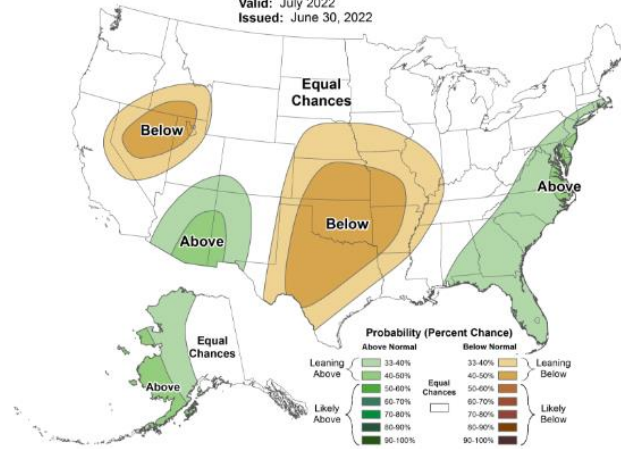 Valid: July 2022
Issued: June 30, 2022
Equal
Chances
Below
Above
Below
Above
Equal
Chances
Above
Probability (Percent Chance)
Above Normal
Below Normal
Leaning
Above
33-40%
40-50%
50-60%
60-70%
70-80%
80-90%
90-100%
Likely
Above
Equal
Chances
33-40%
40-50%
50-60%
60-70%
70-80%
80-90%
90-100%
Leaning
Below
Likely
Below